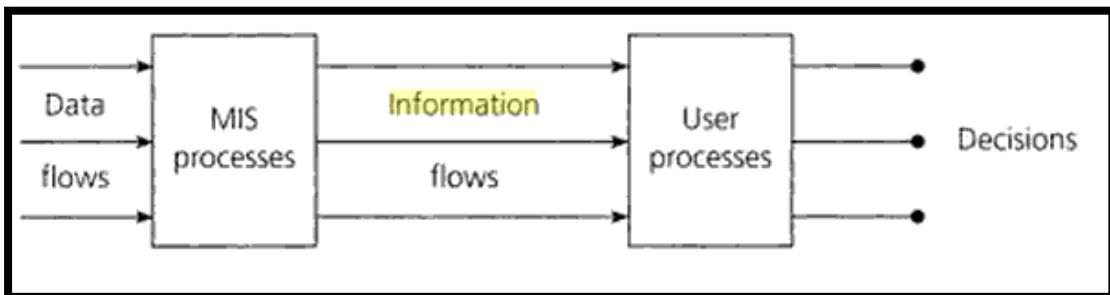 Data
flows
MIS
processes
Information
flows
User
processes
Decisions